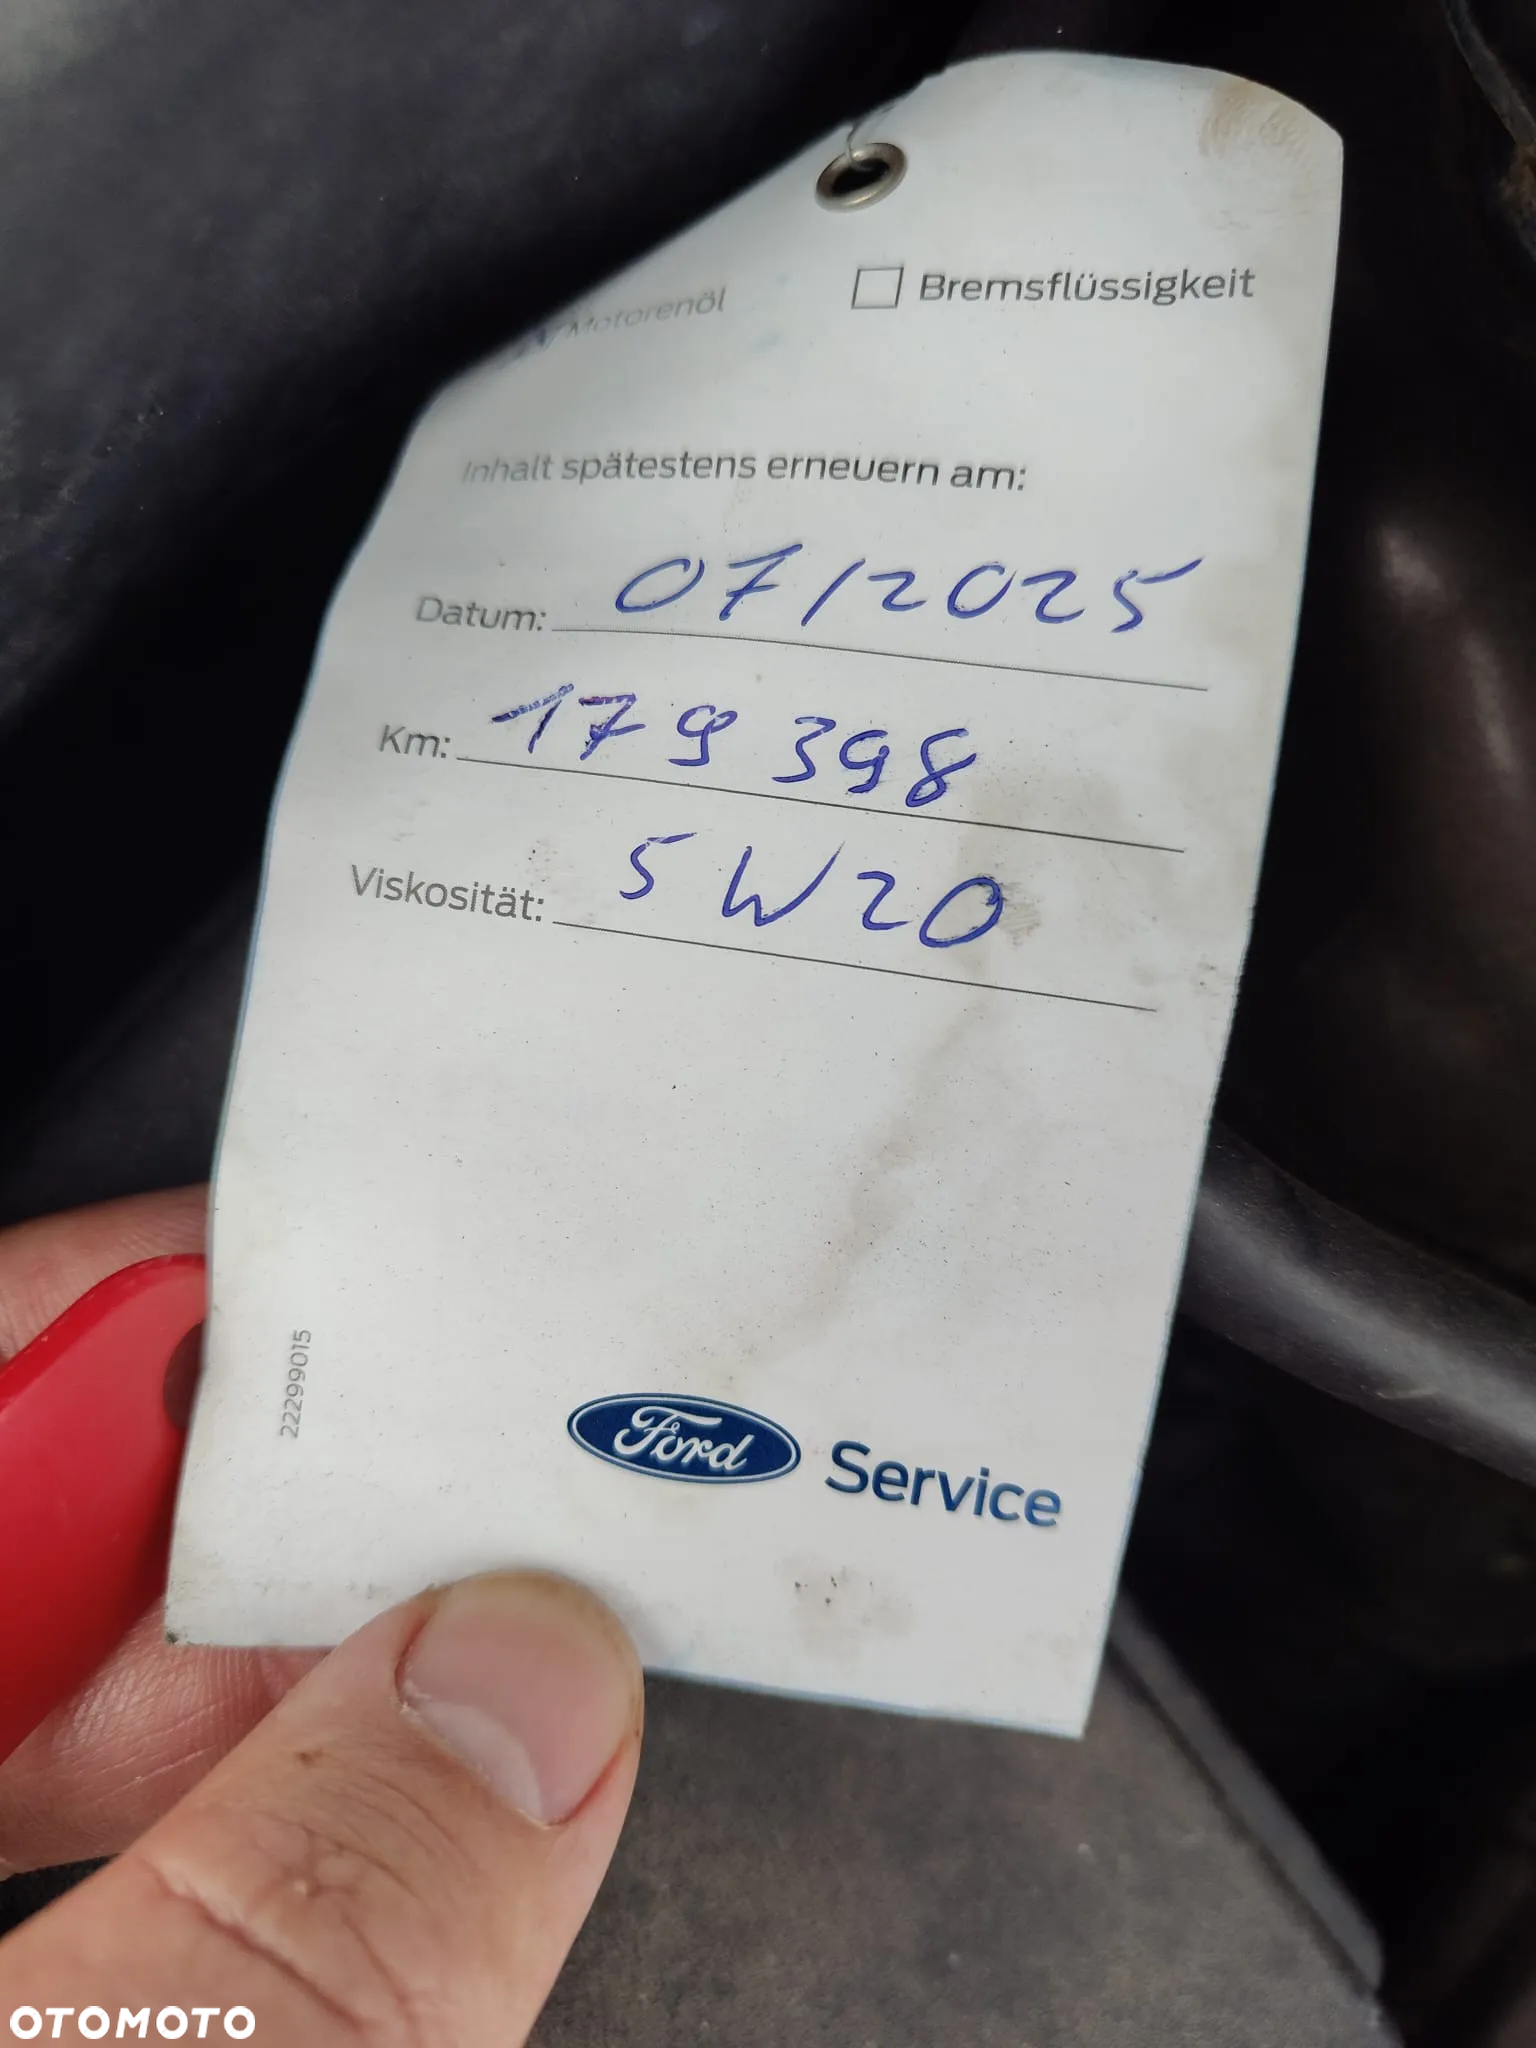 Motorenöl
Bremsflüssigkeit
Inhalt spätestens erneuern am:
Datum: 07/2025
Km: 179 398
Viskosität: 5W20
22299015
Ford Service
OTOMOTO